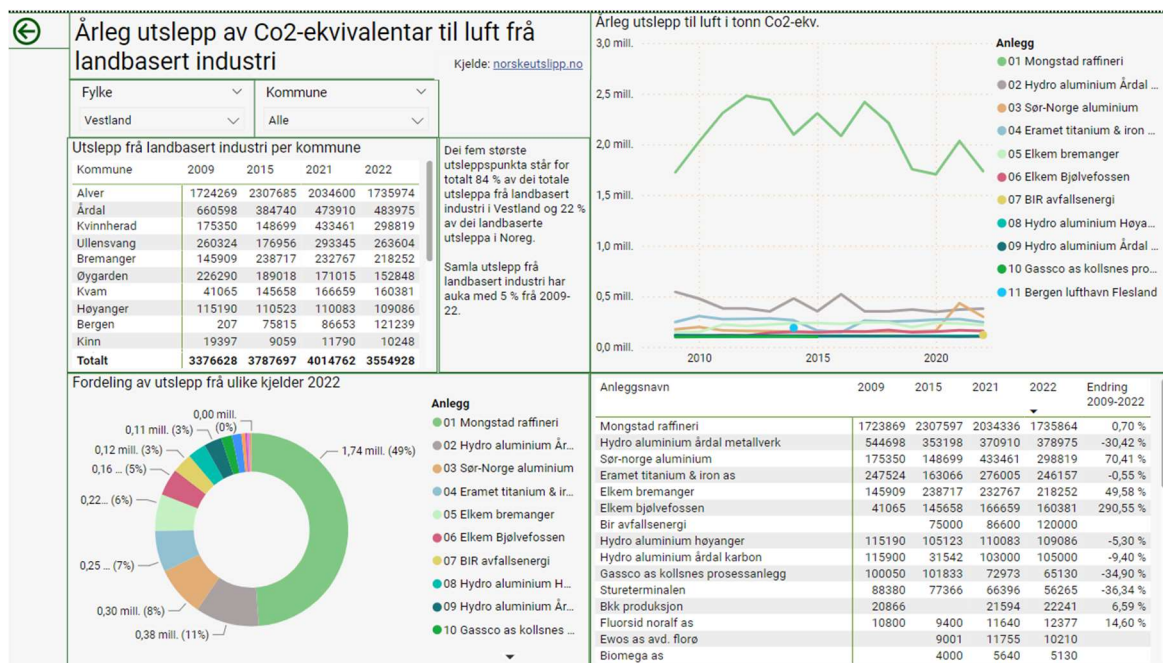 Årleg utslepp av Co2-ekvivalentar til luft frå
landbasert industri
Kjelde: norskeutslipp.no
Fylke
Vestland
Kommune
Alle
Utslepp frå landbasert industri per kommune
Kommune 2009 2015 2021 2022
Alver 1724269 2307685 2034600 1735974
Årdal 660598 384740 473910 483975
Kvinnherad 175350 148699 433461 298819
Ullensvang 260324 176956 293345 263604
Bremanger 145909 238717 232767 218252
Øygarden 226290 189018 171015 152848
Kvam 41065 145658 166659 160381
Høyanger 115190 110523 110083 109086
Bergen 207 75815 86653 121239
Kinn 19397 9059 11790 10248
Totalt 3376628 3787697 4014762 3554928
Dei fem største
utsleppspunkta står for
totalt 84 % av dei totale
utsleppa frå landbasert
industri i Vestland og 22 %
av dei landbaserte
utsleppa i Noreg.
Samla utslepp frå
landbasert industri har
auka med 5 % frå 2009-
22.
Årleg utslepp til luft i tonn Co2-ekv.
3,0 mill.
2,5 mill.
2,0 mill.
1,5 mill.
1,0 mill.
0,5 mill.
0,0 mill.
2010 2015 2020
Anlegg
01 Mongstad raffineri
02 Hydro aluminium Årdal ...
03 Sør-Norge aluminium
04 Eramet titanium & iron ...
05 Elkem bremanger
06 Elkem Bjølvefossen
07 BIR avfallsenergi
08 Hydro aluminium Høya...
09 Hydro aluminium Årdal ...
10 Gassco as kollsnes pro...
11 Bergen lufthavn Flesland
Fordeling av utslepp frå ulike kjelder 2022
0,00 mill.
(0%)
0,11 mill. (3%)
0,12 mill. (3%)
0,16 ... (5%)
0,22... (6%)
0,25 ... (7%)
0,30 mill. (8%)
0,38 mill. (11%)
1,74 mill. (49%)
Anlegg
01 Mongstad raffineri
02 Hydro aluminium År...
03 Sør-Norge aluminium
04 Eramet titanium & ir...
05 Elkem bremanger
06 Elkem Bjølvefossen
07 BIR avfallsenergi
08 Hydro aluminium H...
09 Hydro aluminium År...
10 Gassco as kollsnes ...
Anleggsnavn 2009 2015 2021 2022 Endring
2009-2022
Mongstad raffineri 1723869 2307597 2034336 1735864 0,70 %
Hydro aluminium årdal metallverk 544698 353198 370910 378975 -30,42 %
Sør-norge aluminium 175350 148699 433461 298819 70,41 %
Eramet titanium & iron as 247524 163066 276005 246157 -0,55 %
Elkem bremanger 145909 238717 232767 218252 49,58 %
Elkem bjølvefossen 41065 145658 166659 160381 290,55 %
Bir avfallsenergi 75000 86600 120000
Hydro aluminium høyanger 115190 105123 110083 109086 -5,30 %
Hydro aluminium årdal karbon 115900 31542 103000 105000 -9,40 %
Gassco as kollsnes prosessanlegg 100050 101833 72973 65130 -34,90 %
Stureterminalen 88380 77366 66396 56265 -36,34 %
Bkk produksjon 20866 21594 22241 6,59 %
Fluorsid noralf as 10800 9400 11640 12377 14,60 %
Ewos as avd. florø 9001 11755 10210
Biomega as 4000 5640 5130